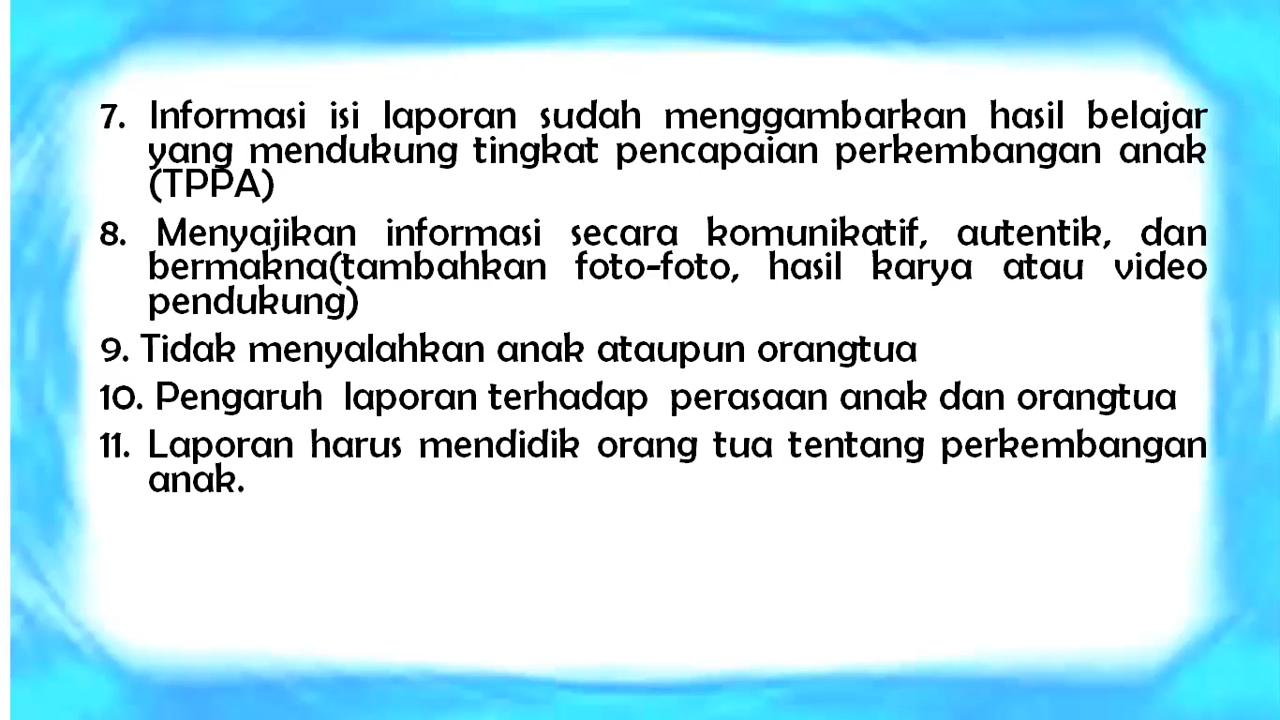 7. Informasi isi laporan sudah menggambarkan hasil belajar
yang mendukung tingkat pencapaian perkembangan anak
(TPPA)
8. Menyajikan informasi secara komunikatif, autentik, dan
bermakna(tambahkan foto-foto, hasil karya atau video
pendukung)
9. Tidak menyalahkan anak ataupun orangtua
10. Pengaruh laporan terhadap perasaan anak dan orangtua
11. Laporan harus mendidik orang tua tentang perkembangan
anak.